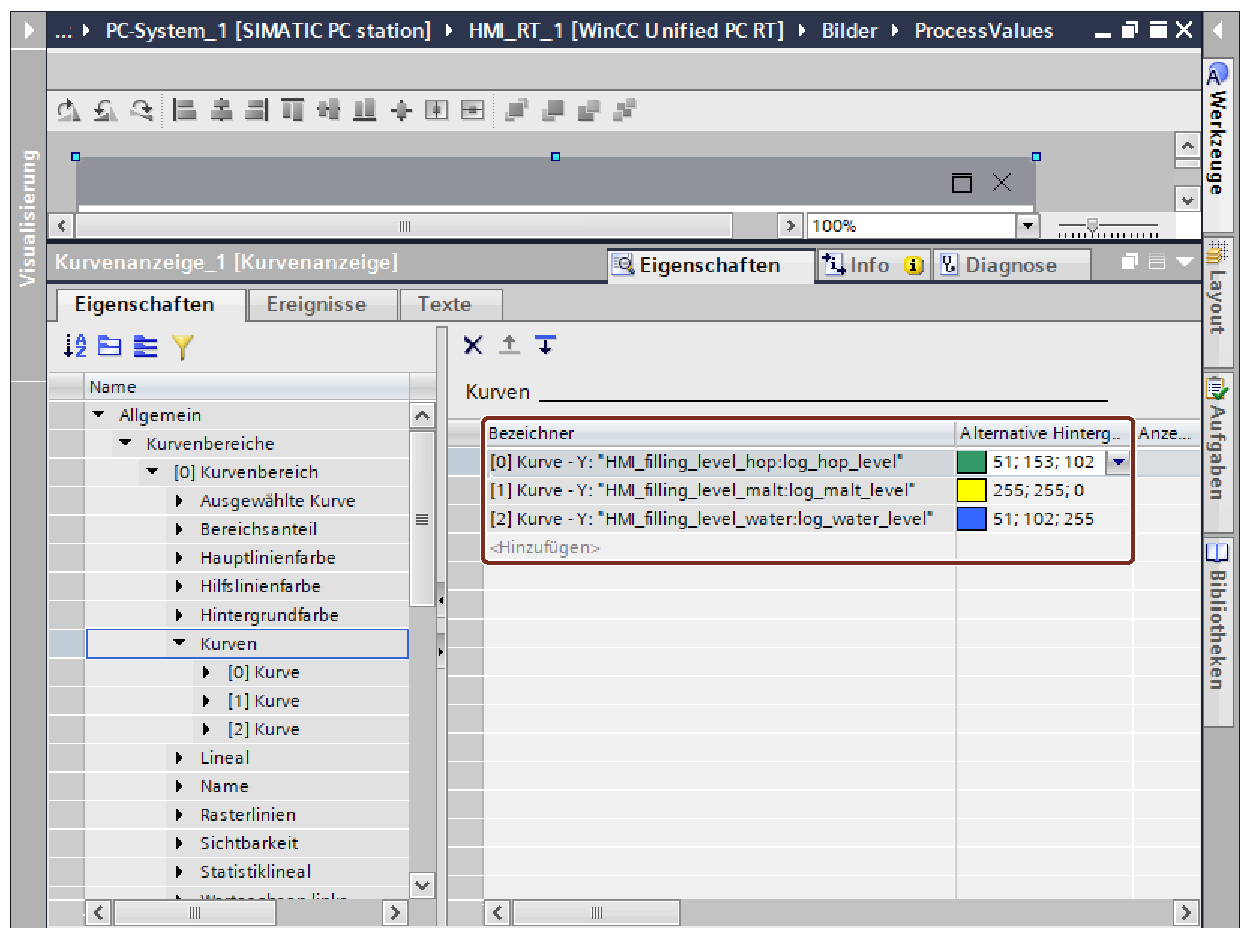 ... PC-System_1 [SIMATIC PC station] HMI_RT_1 [WinCC Unified PC RT] Bilder ProcessValues
Visualisierung
100%
Kurvenanzeige_1 [Kurvenanzeige]
Eigenschaften Info Diagnose
Eigenschaften Ereignisse Texte
Name
Allgemein
Kurvenbereiche
[0] Kurvenbereich
Ausgewählte Kurve
Bereichsanteil
Hauptlinienfarbe
Hilfslinienfarbe
Hintergrundfarbe
Kurven
[0] Kurve
[1] Kurve
[2] Kurve
Lineal
Name
Rasterlinien
Sichtbarkeit
Statistiklineal
Kurven
Bezeichner Alternative Hinterg.. Anze...
[0] Kurve - Y: "HMI_filling_level_hop:log_hop_level" 51; 153; 102
[1] Kurve - Y: "HMI_filling_level_malt:log_malt_level" 255; 255; 0
[2] Kurve - Y: "HMI_filling_level_water:log_water_level" 51; 102; 255
<Hinzufügen>
Werkzeuge
Layout
Aufgaben
Bibliotheken